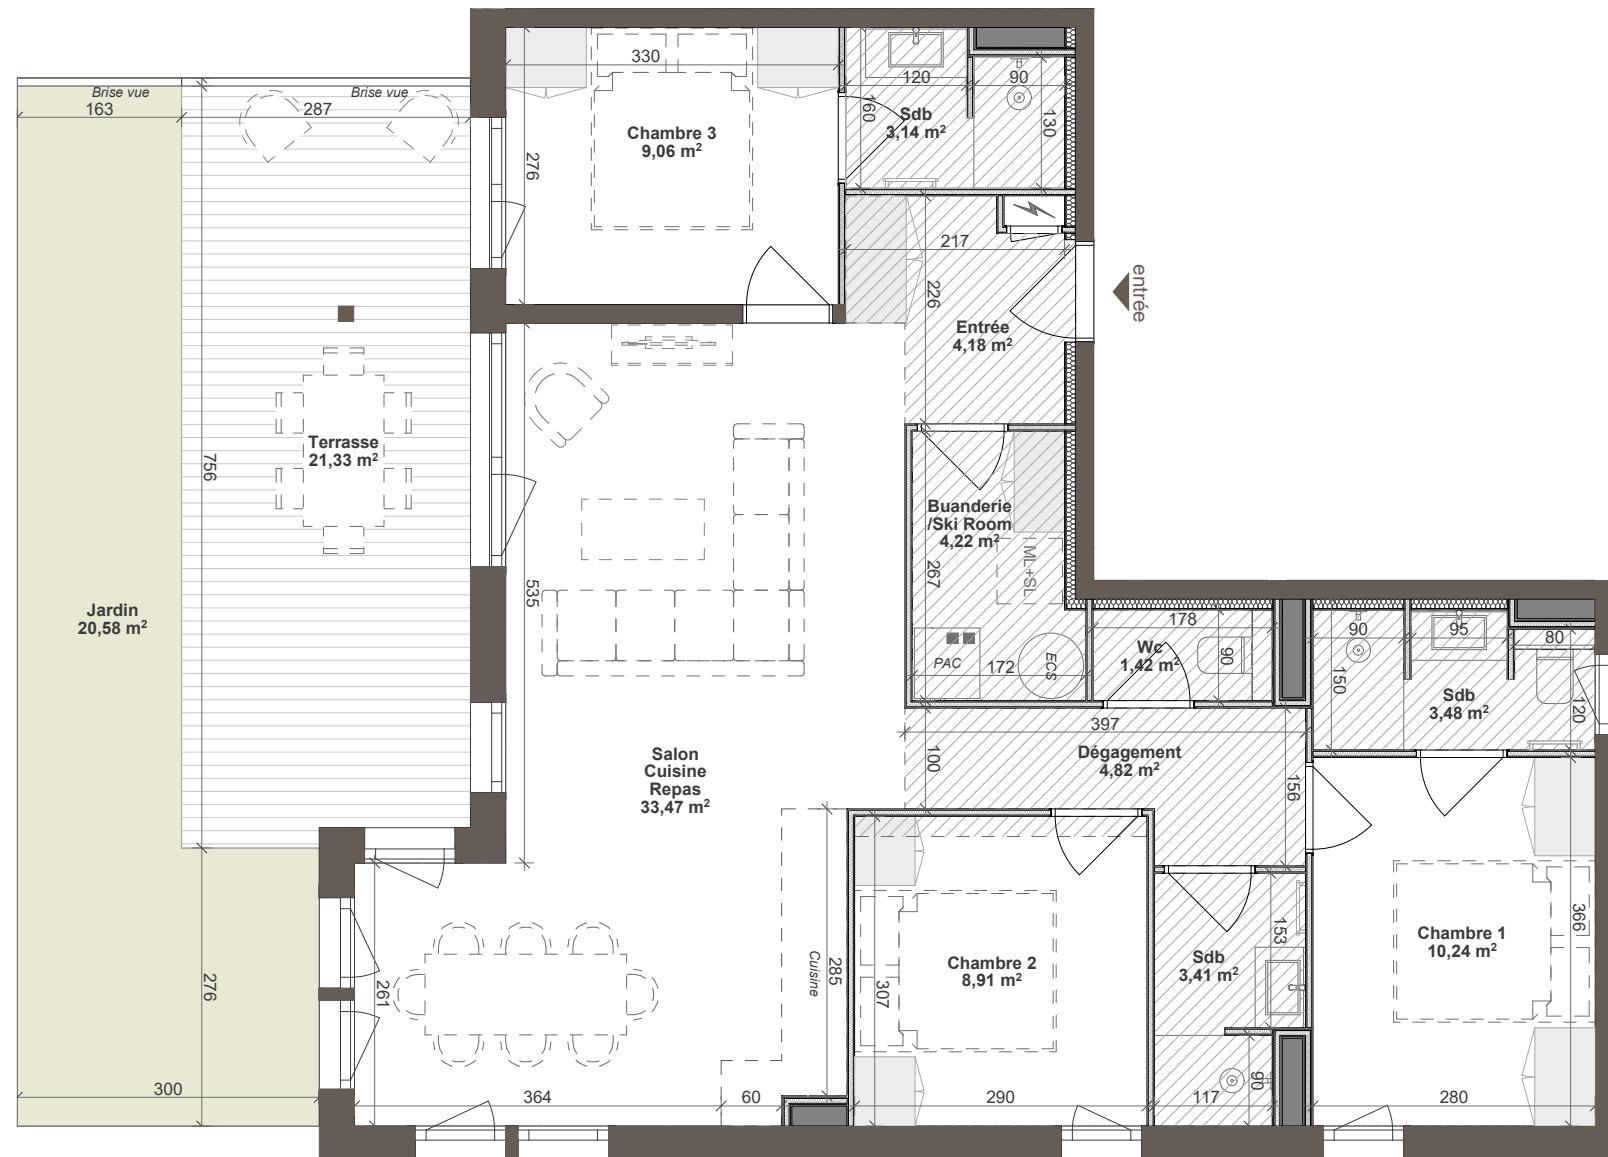 330
120
90
Brise vue
Brise vue
163
287
Chambre 3
9,06 m²
276
Sdb
3,14 m²
160
130
217
226
entrée
Entrée
4,18 m²
Terrasse
21,33 m²
756
Buanderie
/Ski Room
4,22 m²
ML+SL
267
535
Jardin
20,58 m²
PAC
172
ECS
178
Wc
1,42 m²
90
90
95
80
150
Sdb
3,48 m²
120
397
Dégagement
4,82 m²
100
156
Salon
Cuisine
Repas
33,47 m²
276
261
Cuisine
285
307
Chambre 2
8,91 m²
153
Sdb
3,41 m²
Chambre 1
10,24 m²
366
90
300
364
60
290
117
280